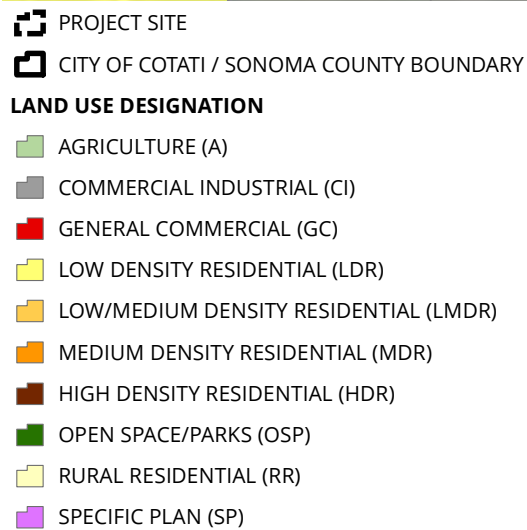 PROJECT SITE
CITY OF COTATI / SONOMA COUNTY BOUNDARY
LAND USE DESIGNATION
AGRICULTURE (A)
COMMERCIAL INDUSTRIAL (CI)
GENERAL COMMERCIAL (GC)
LOW DENSITY RESIDENTIAL (LDR)
LOW/MEDIUM DENSITY RESIDENTIAL (LMDR)
MEDIUM DENSITY RESIDENTIAL (MDR)
HIGH DENSITY RESIDENTIAL (HDR)
OPEN SPACE/PARKS (OSP)
RURAL RESIDENTIAL (RR)
SPECIFIC PLAN (SP)